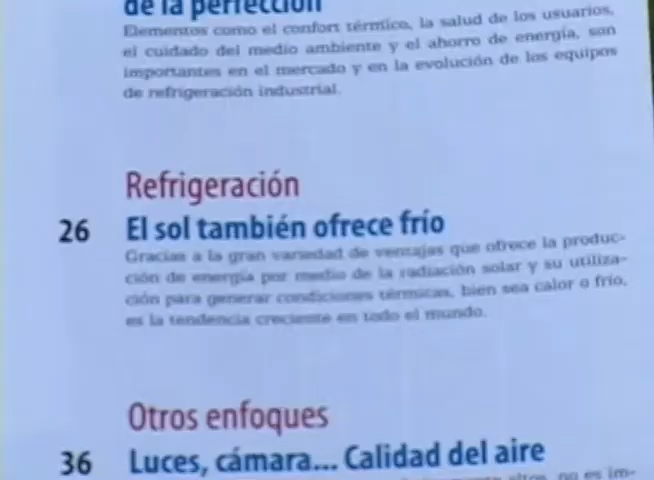 de la perfección
Elementos como el confort térmico, la salud de los usuarios,
el cuidado del medio ambiente y el ahorro de energía, son
importantes en el mercado y en la evolución de los equipos
de refrigeración industrial.
Refrigeración
26 El sol también ofrece frío
Gracias a la gran variedad de ventajas que ofrece la produc-
ción de energía por medio de la radiación solar y su utiliza-
ción para generar condiciones térmicas, bien sea calor o frío,
es la tendencia creciente en todo el mundo.
Otros enfoques
36 Luces, cámara... Calidad del aire
no es im-